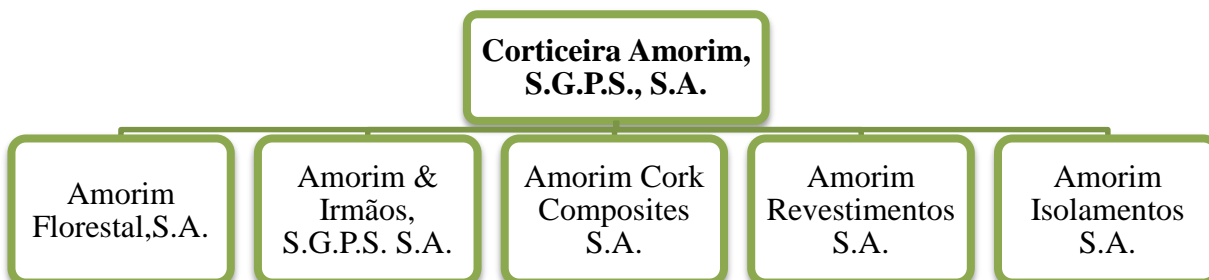 Corticeira Amorim,
S.G.P.S., S.A.
Amorim
Florestal,S.A.
Amorim &
Irmãos,
S.G.P.S. S.A.
Amorim Cork
Composites
S.A.
Amorim
Revestimentos
S.A.
Amorim
Isolamentos
S.A.